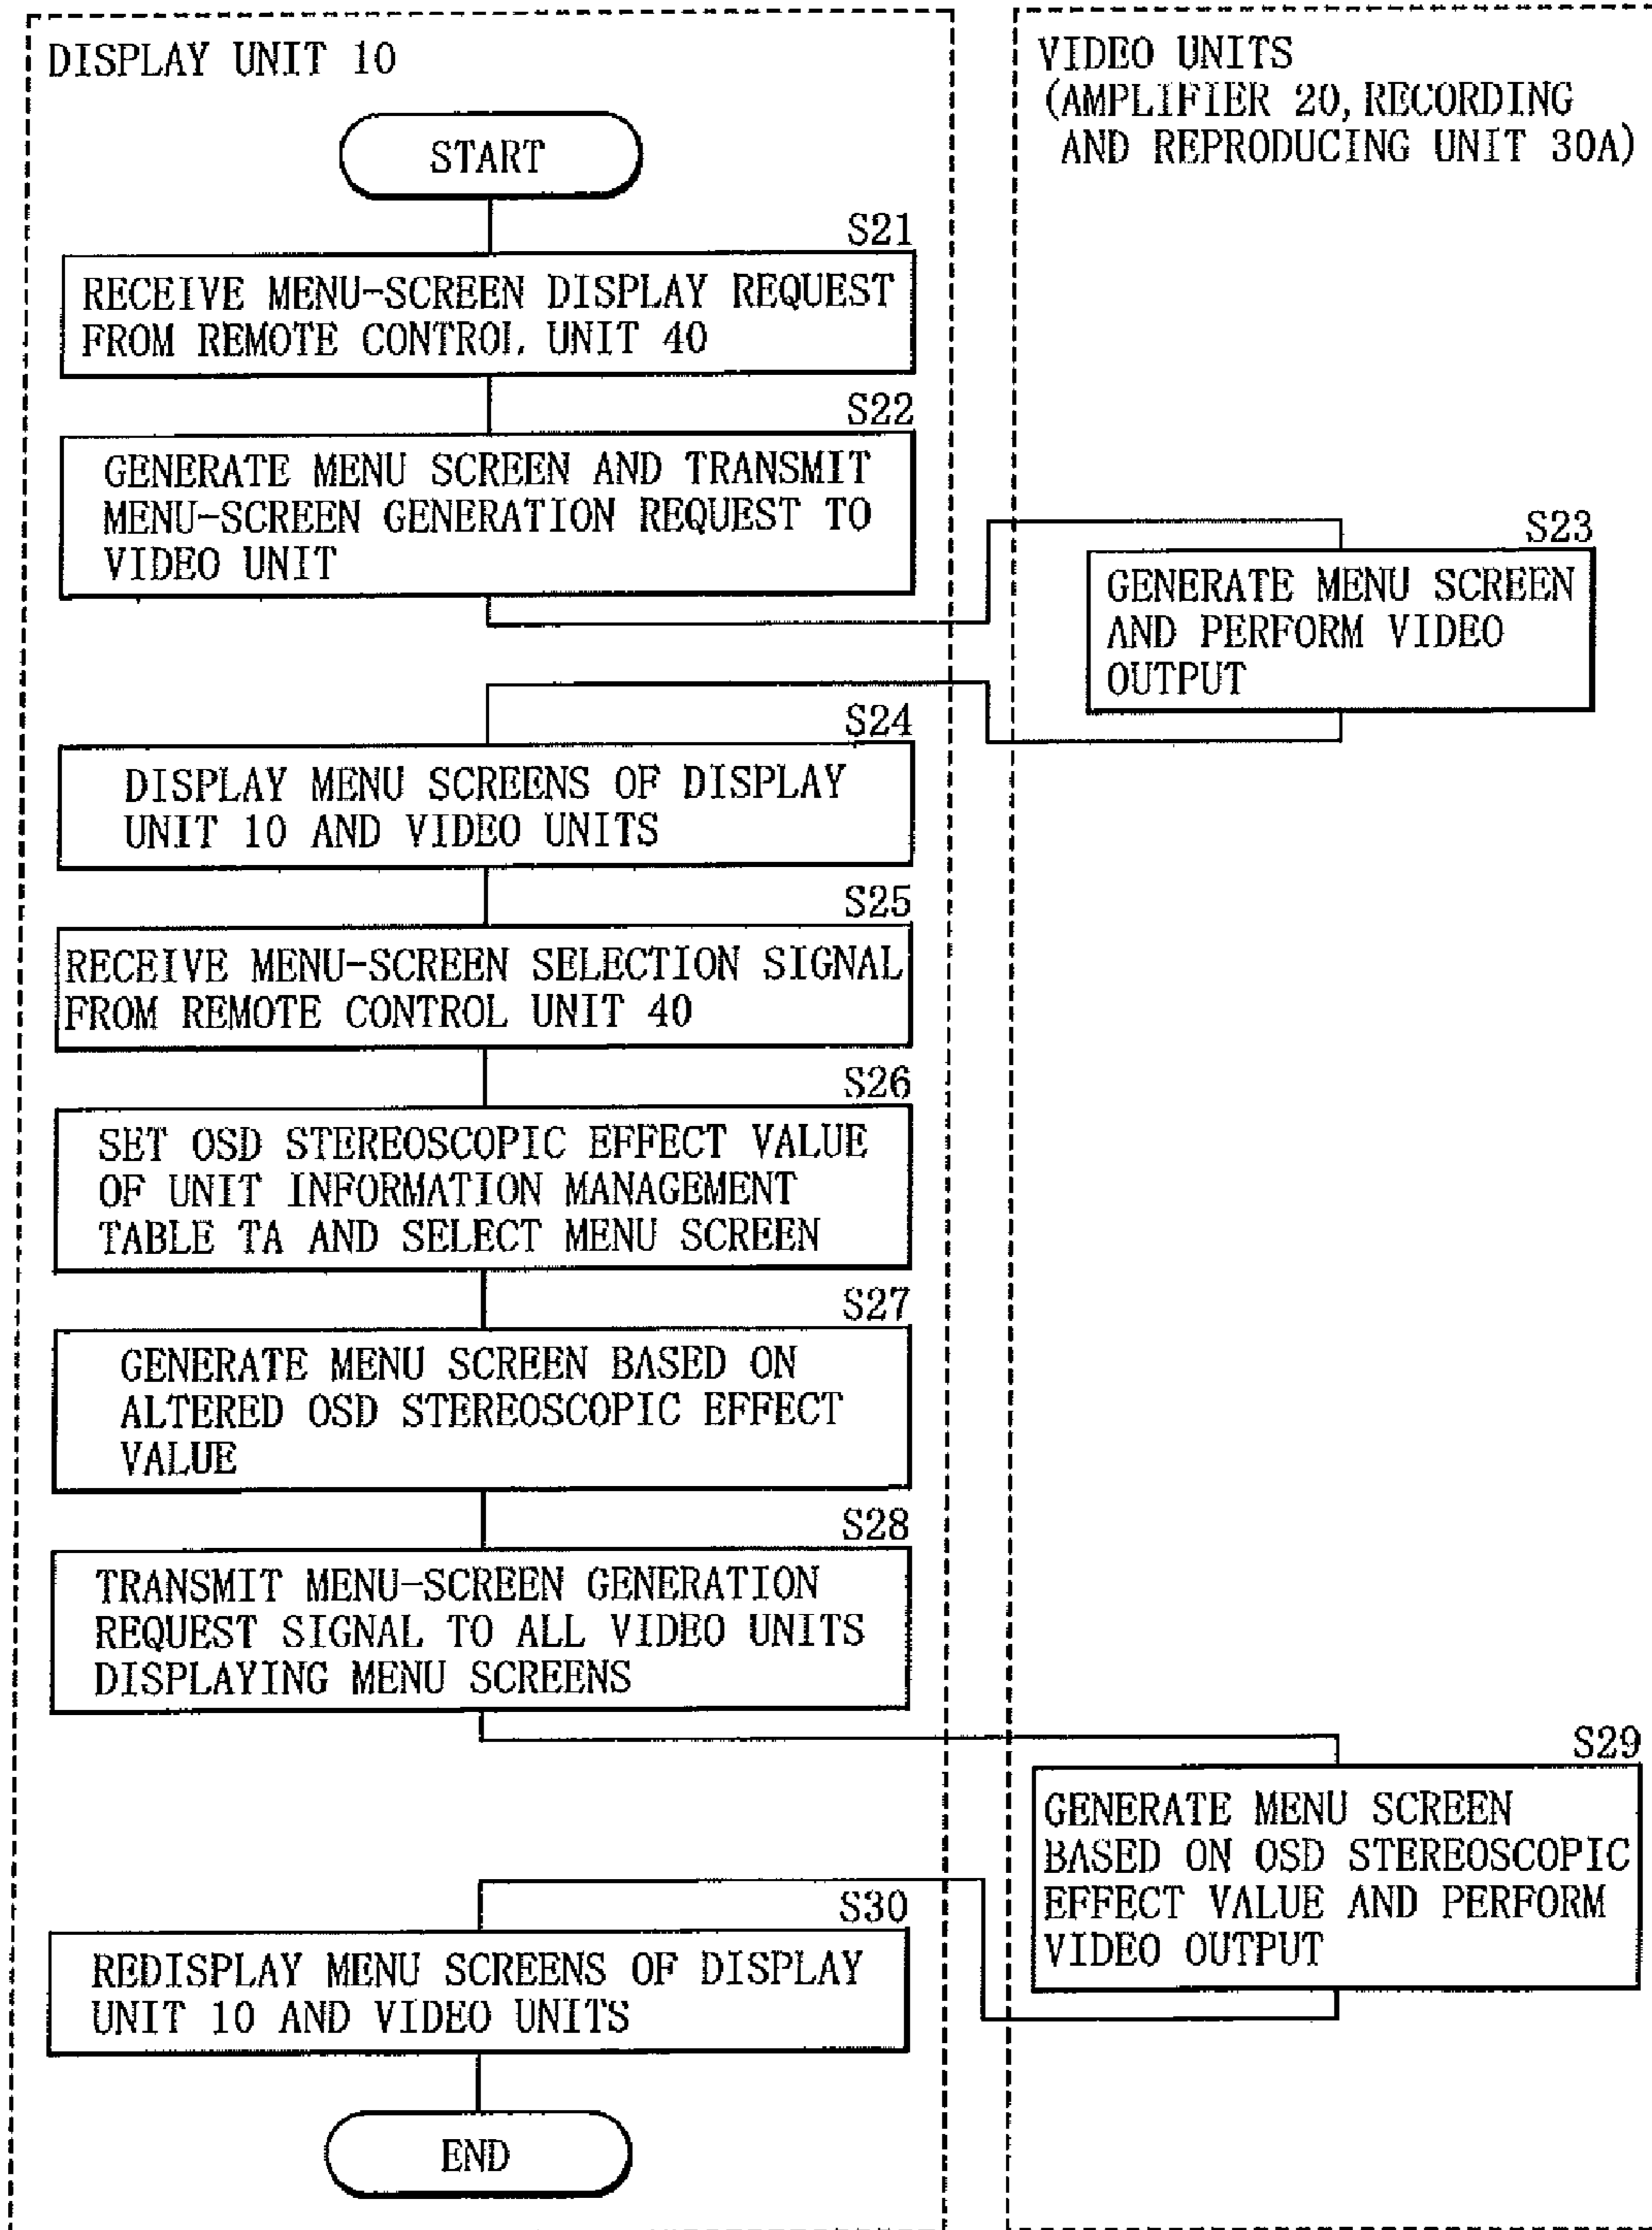 DISPLAY UNIT 10
VIDEO UNITS
(AMPLIFIER 20, RECORDING
AND REPRODUCING UNIT 30A)
START
S21
RECEIVE MENU-SCREEN DISPLAY REQUEST
FROM REMOTE CONTROL UNIT 40
S22
GENERATE MENU SCREEN AND TRANSMIT
MENU-SCREEN GENERATION REQUEST TO
VIDEO UNIT
S23
GENERATE MENU SCREEN
AND PERFORM VIDEO
OUTPUT
S24
DISPLAY MENU SCREENS OF DISPLAY
UNIT 10 AND VIDEO UNITS
S25
RECEIVE MENU-SCREEN SELECTION SIGNAL
FROM REMOTE CONTROL UNIT 40
S26
SET OSD STEREOSCOPIC EFFECT VALUE
OF UNIT INFORMATION MANAGEMENT
TABLE TA AND SELECT MENU SCREEN
S27
GENERATE MENU SCREEN BASED ON
ALTERED OSD STEREOSCOPIC EFFECT
VALUE
S28
TRANSMIT MENU-SCREEN GENERATION
REQUEST SIGNAL TO ALL VIDEO UNITS
DISPLAYING MENU SCREENS
S29
GENERATE MENU SCREEN
BASED ON OSD STEREOSCOPIC
EFFECT VALUE AND PERFORM
VIDEO OUTPUT
S30
REDISPLAY MENU SCREENS OF DISPLAY
UNIT 10 AND VIDEO UNITS
END